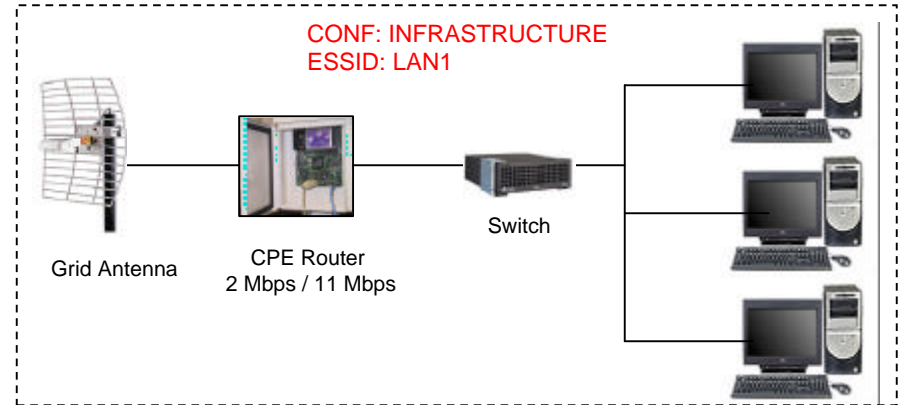 CONF: INFRASTRUCTURE
ESSID: LAN1
Grid Antenna
CPE Router
2 Mbps / 11 Mbps
Switch